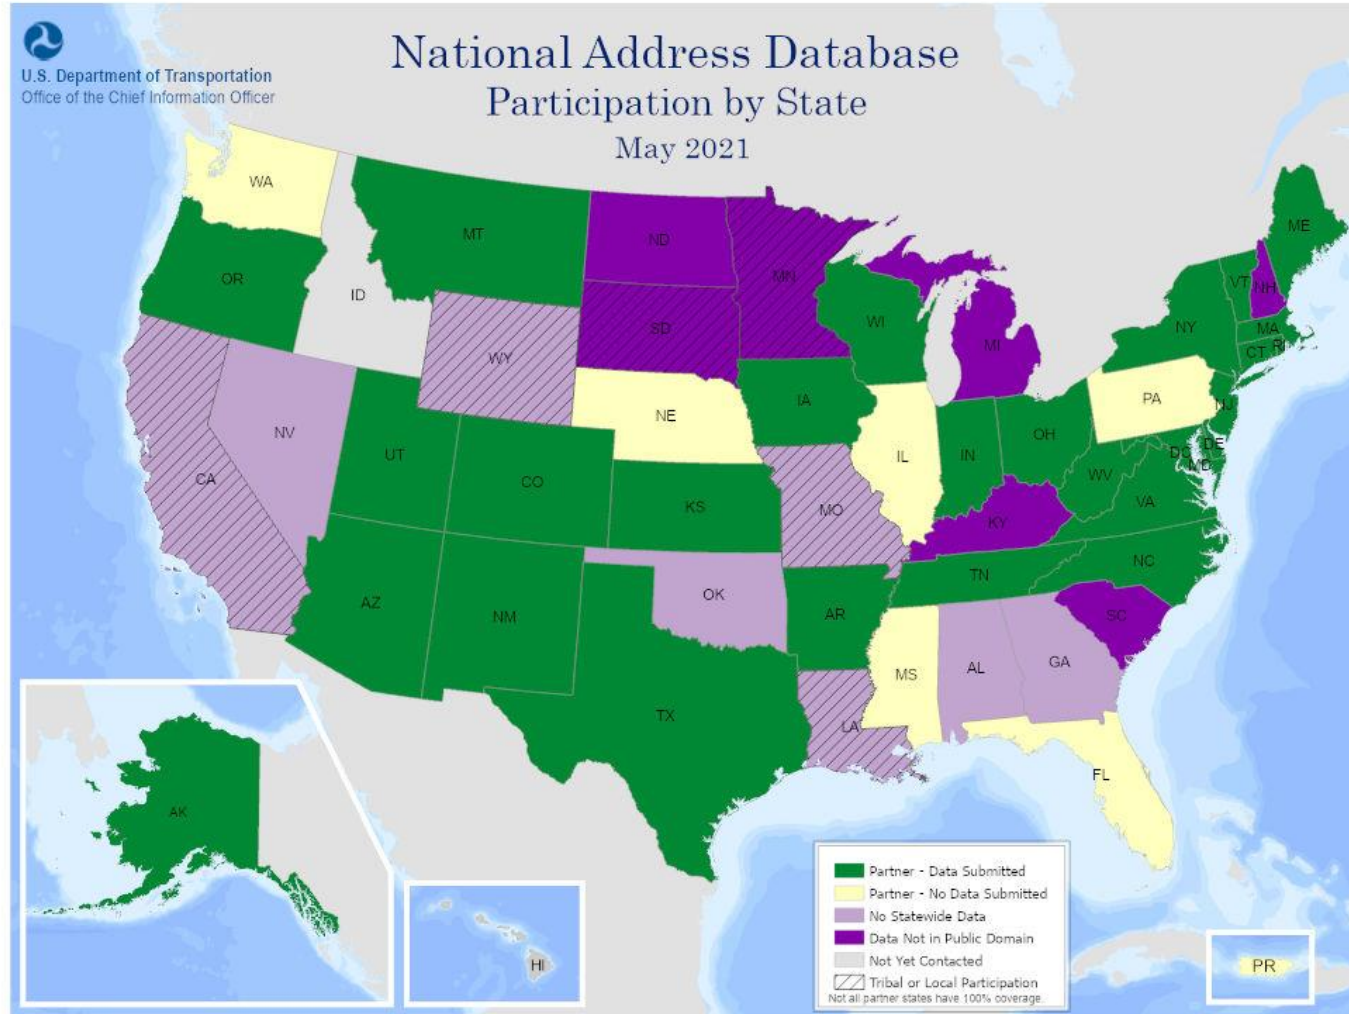 National Address Database
Participation by State
May 2021
U.S. Department of Transportation
Office of the Chief Information Officer
WA
MT
ND
MN
ME
OR
ID
SD
WI
MI
VT
NH
NY
MA
CT
RI
WY
NE
IA
PA
NJ
NV
UT
CO
KS
MO
IL
IN
OH
WV
VA
DC
DE
MD
CA
KY
AZ
NM
OK
AR
TN
NC
SC
TX
LA
MS
AL
GA
FL
AK
HI
PR
Partner - Data Submitted
Partner - No Data Submitted
No Statewide Data
Data Not in Public Domain
Not Yet Contacted
Tribal or Local Participation
Not all partner states have 100% coverage.